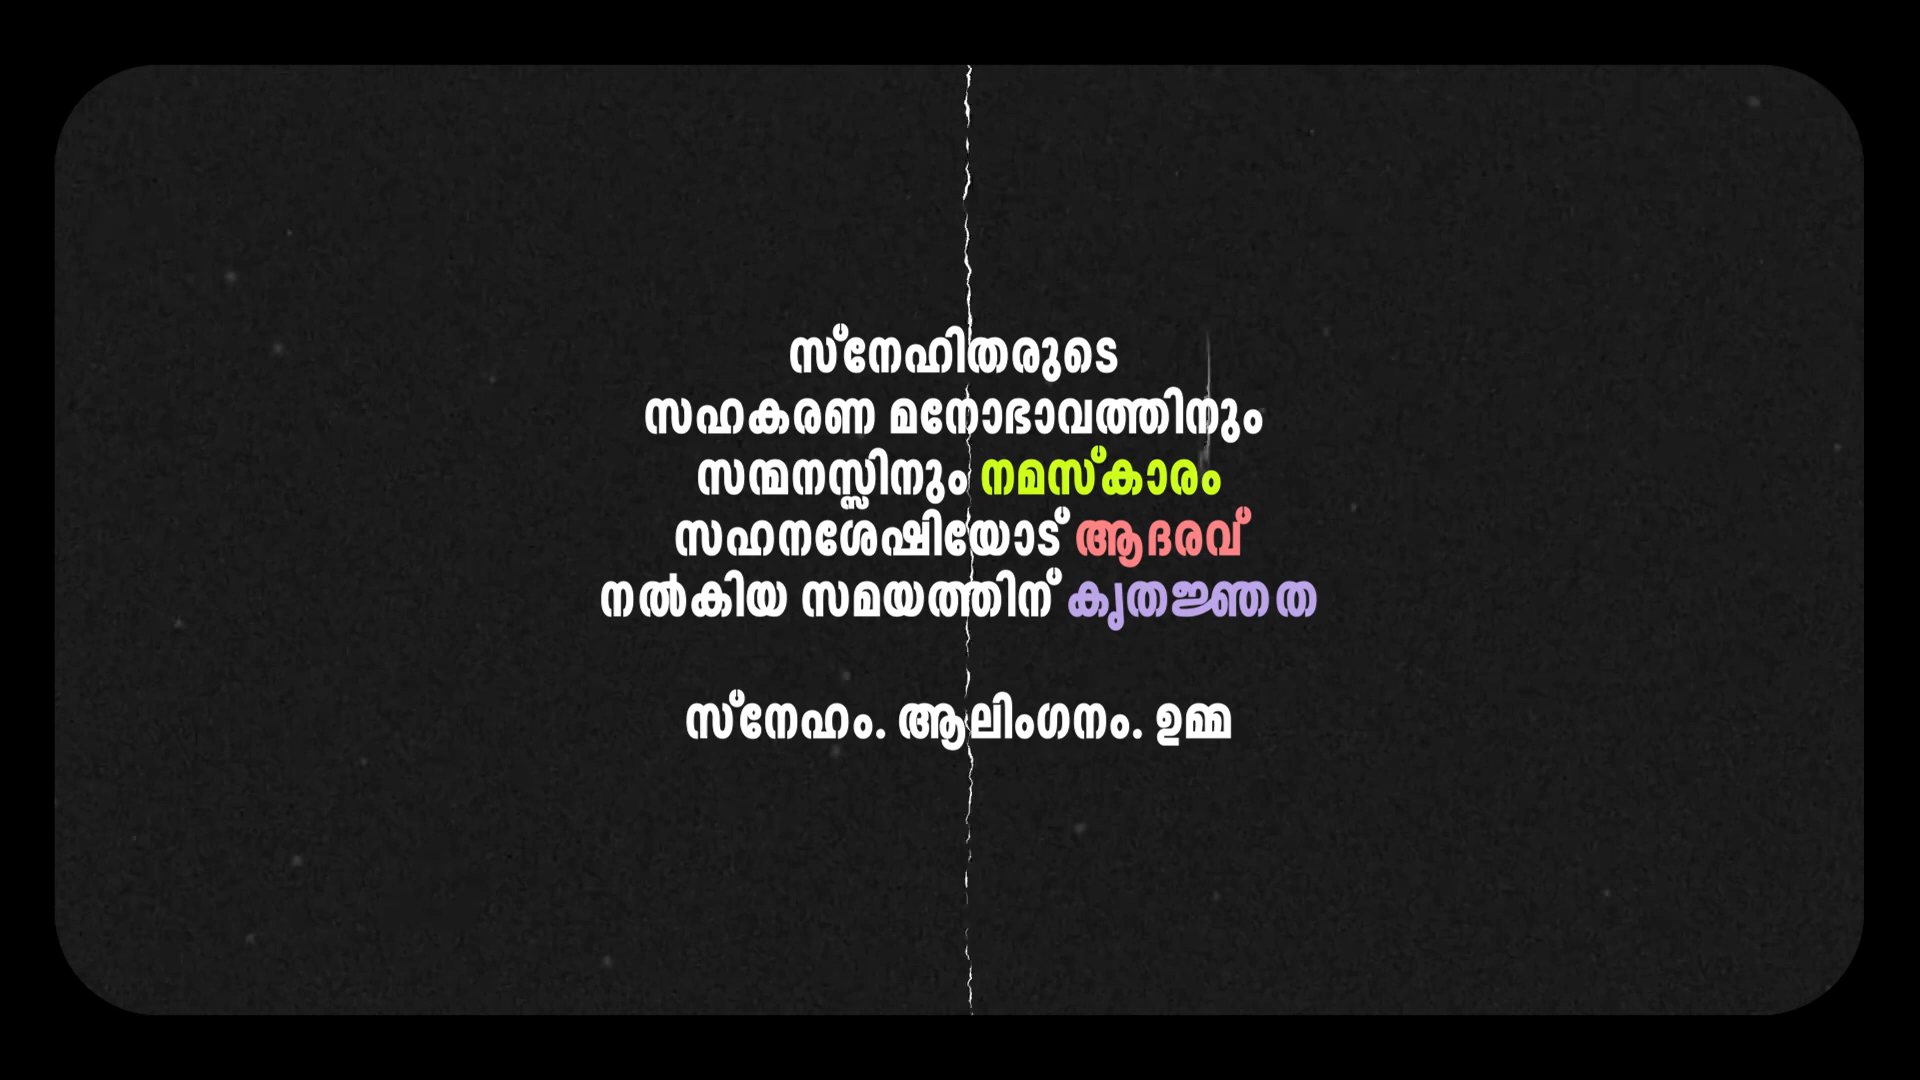 സ്നേഹിതരുടെ
സഹകരണ മനോഭാവത്തിനും
സന്മനസ്സിനും നമസ്കാരം
സഹനശേഷിയോട് ആദരവ്
നൽകിയ സമയത്തിന് കൃതജ്ഞത
സ്നേഹം. ആലിംഗനം. ഉമ്മ